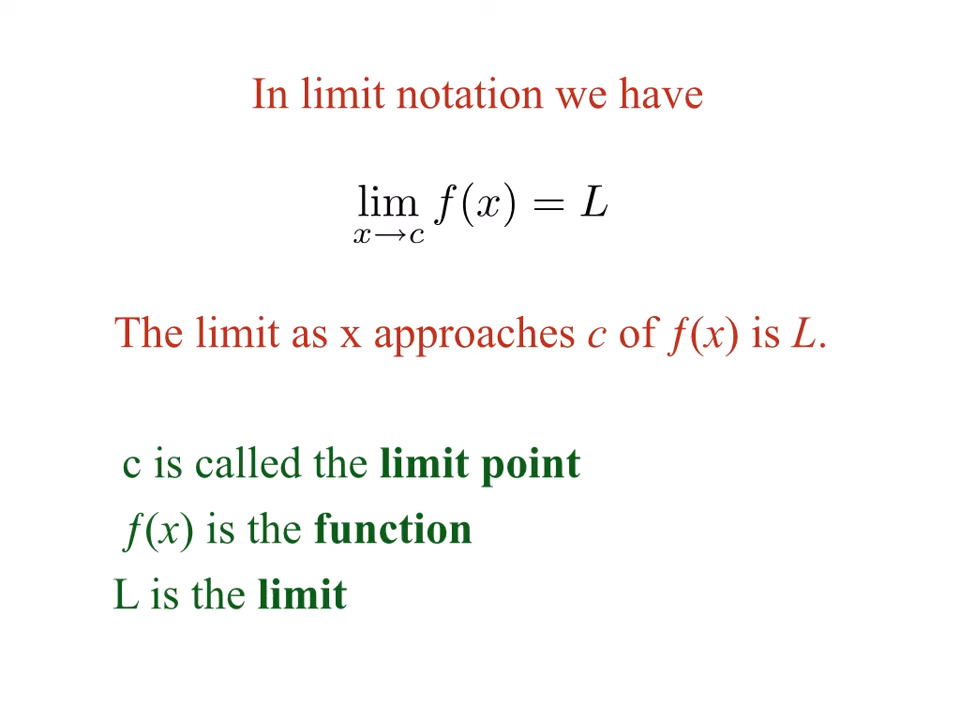 In limit notation we have
lim f(x) = L
x→c
The limit as x approaches c of f(x) is L.
c is called the limit point
f(x) is the function
L is the limit